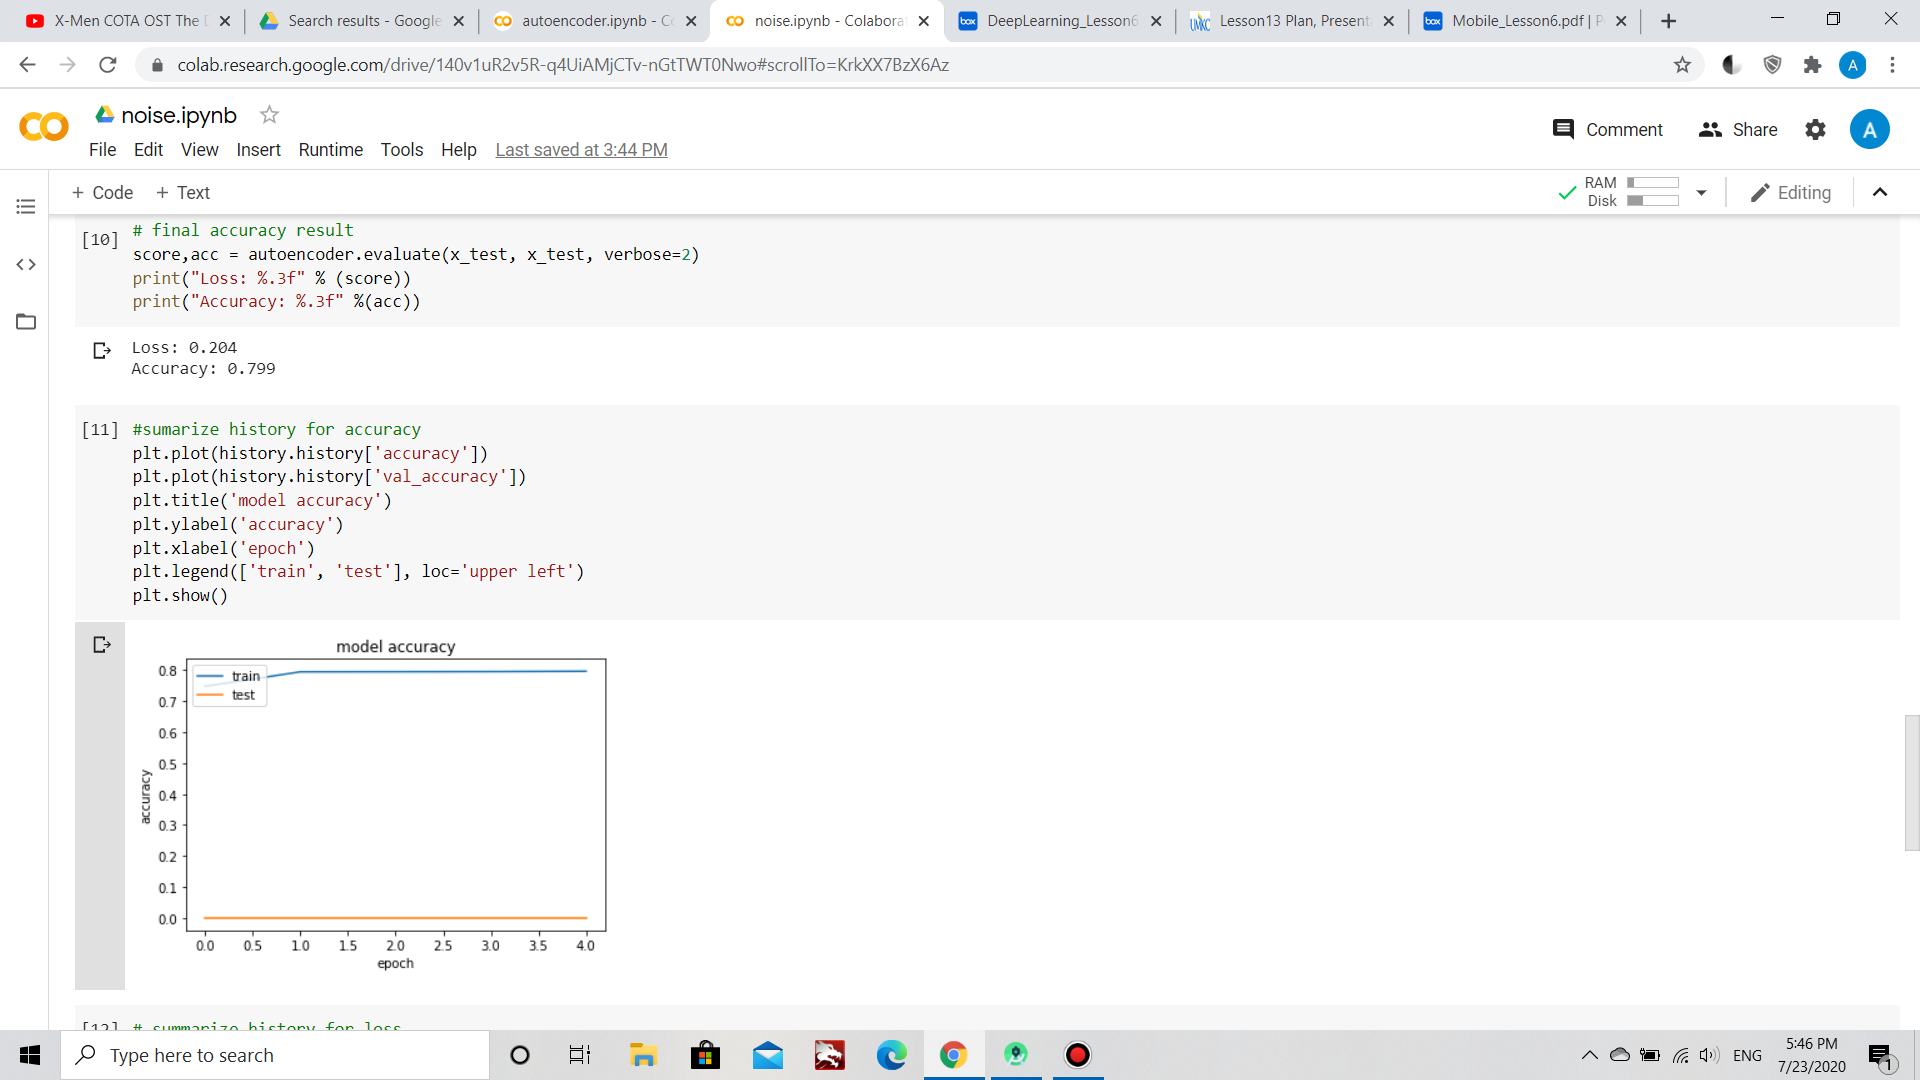 X-Men COTA OST The
Search results - Google
autoencoder.ipynb - Co
noise.ipynb - Colabora
DeepLearning_Lesson6
Lesson13 Plan, Present
Mobile_Lesson6.pdf | P
colab.research.google.com/drive/140v1uR2v5R-q4UiAMjCTv-nGtTWT0Nwo#scrollTo=KrkXX7BzX6Az
A
noise.ipynb
Comment
Share
A
File Edit View Insert Runtime Tools Help Last saved at 3:44 PM
+ Code + Text
RAM
Disk
Editing
[10]
# final accuracy result
score,acc = autoencoder.evaluate(x_test, x_test, verbose=2)
print("Loss: %.3f" % (score))
print("Accuracy: %.3f" %(acc))
Loss: 0.204
Accuracy: 0.799
[11]
#sumarize history for accuracy
plt.plot(history.history['accuracy'])
plt.plot(history.history['val_accuracy'])
plt.title('model accuracy')
plt.ylabel('accuracy')
plt.xlabel('epoch')
plt.legend(['train', 'test'], loc='upper left')
plt.show()
model accuracy
train
test
0.8
0.7
0.6
0.5
0.4
0.3
0.2
0.1
0.0
accuracy
0.0 0.5 1.0 1.5 2.0 2.5 3.0 3.5 4.0
epoch
[12] # summarize history for loss
Type here to search
ENG
5:46 PM
7/23/2020
1